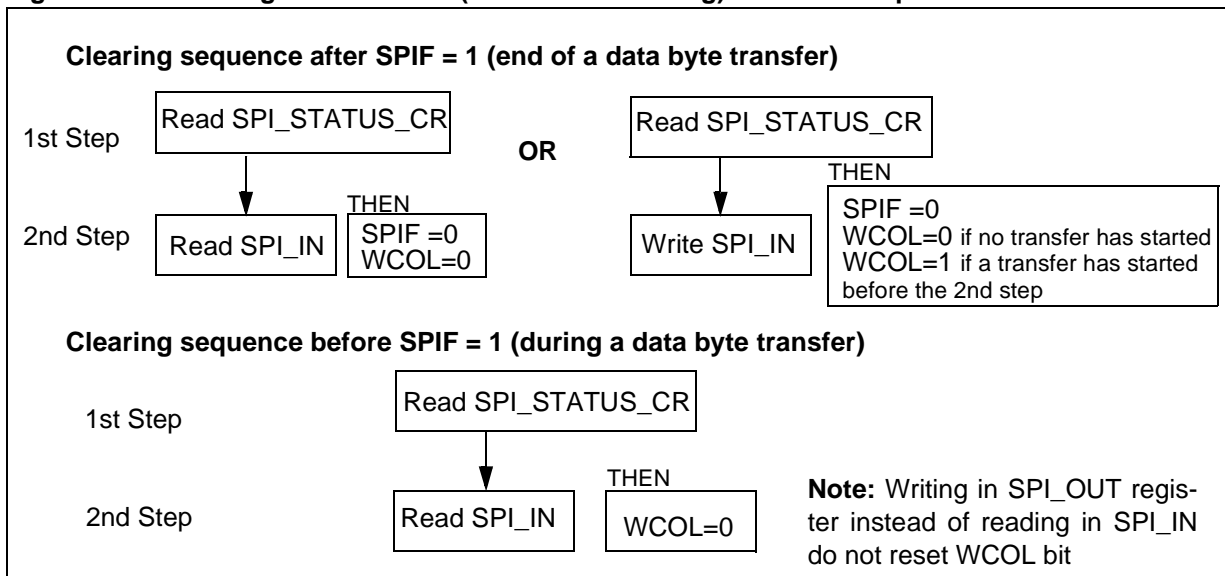 Clearing sequence after SPIF = 1 (end of a data byte transfer)
1st Step
Read SPI_STATUS_CR
OR
Read SPI_STATUS_CR
2nd Step
Read SPI_IN
THEN
SPIF =0
WCOL=0
Write SPI_IN
THEN
SPIF =0
WCOL=0 if no transfer has started
WCOL=1 if a transfer has started
before the 2nd step
Clearing sequence before SPIF = 1 (during a data byte transfer)
1st Step
Read SPI_STATUS_CR
2nd Step
Read SPI_IN
THEN
WCOL=0
Note: Writing in SPI_OUT regis-
ter instead of reading in SPI_IN
do not reset WCOL bit